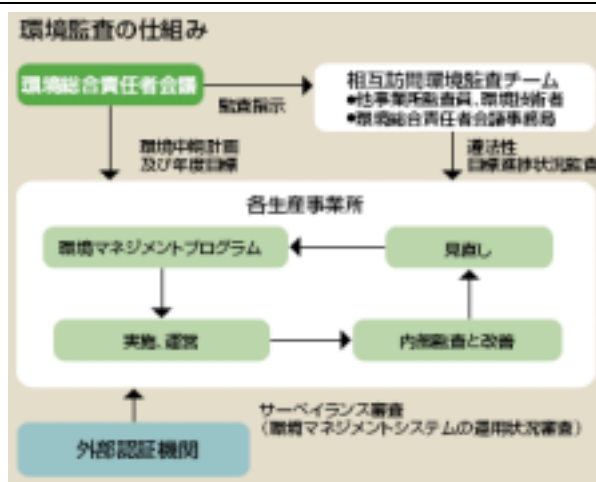 環境監査の仕組み
環境総合責任者会議
監査指示
相互訪問環境監査チーム
●他事業所監査員、環境技術者
●環境総合責任者会議事務局
環境中期計画
及び年度目標
遵法性
目標進捗状況監査
各生産事業所
環境マネジメントプログラム
見直し
実施、運営
内部監査と改善
サーベイランス審査
(環境マネジメントシステムの運用状況審査)
外部認証機関